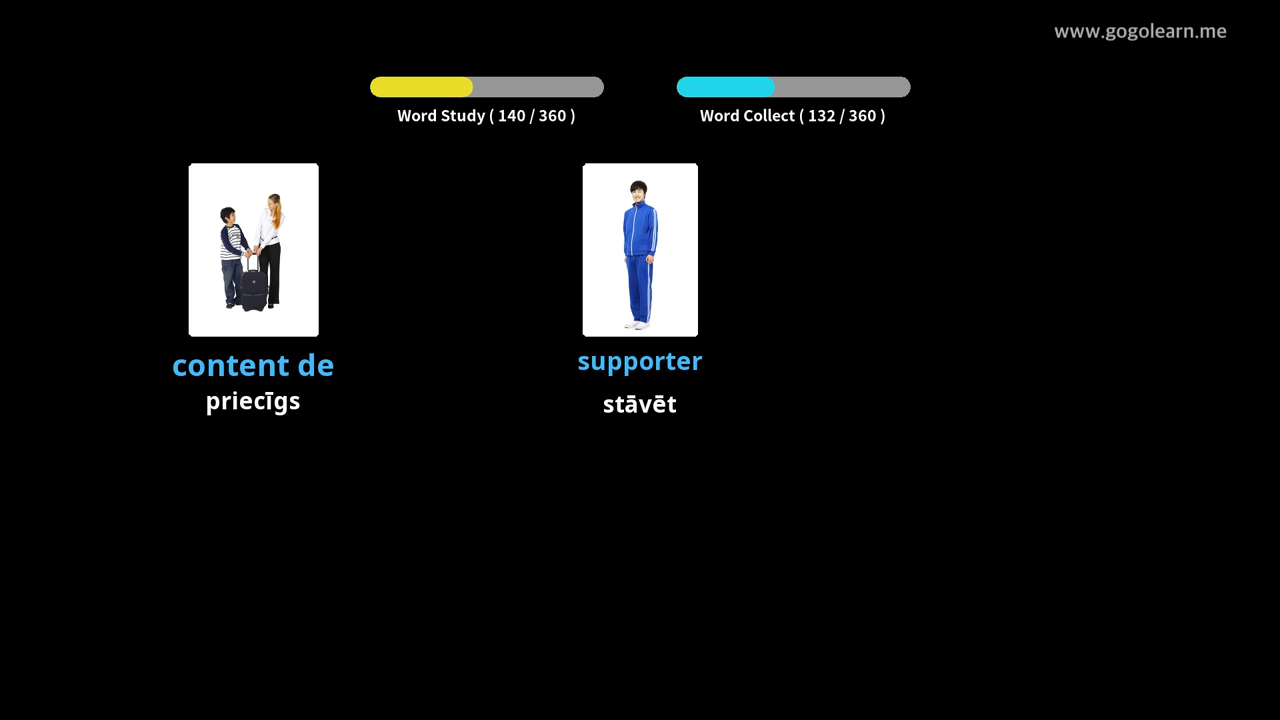 www.gogolearn.me
Word Study ( 140 / 360 )
Word Collect ( 132 / 360 )
content de
priecīgs
supporter
stāvēt